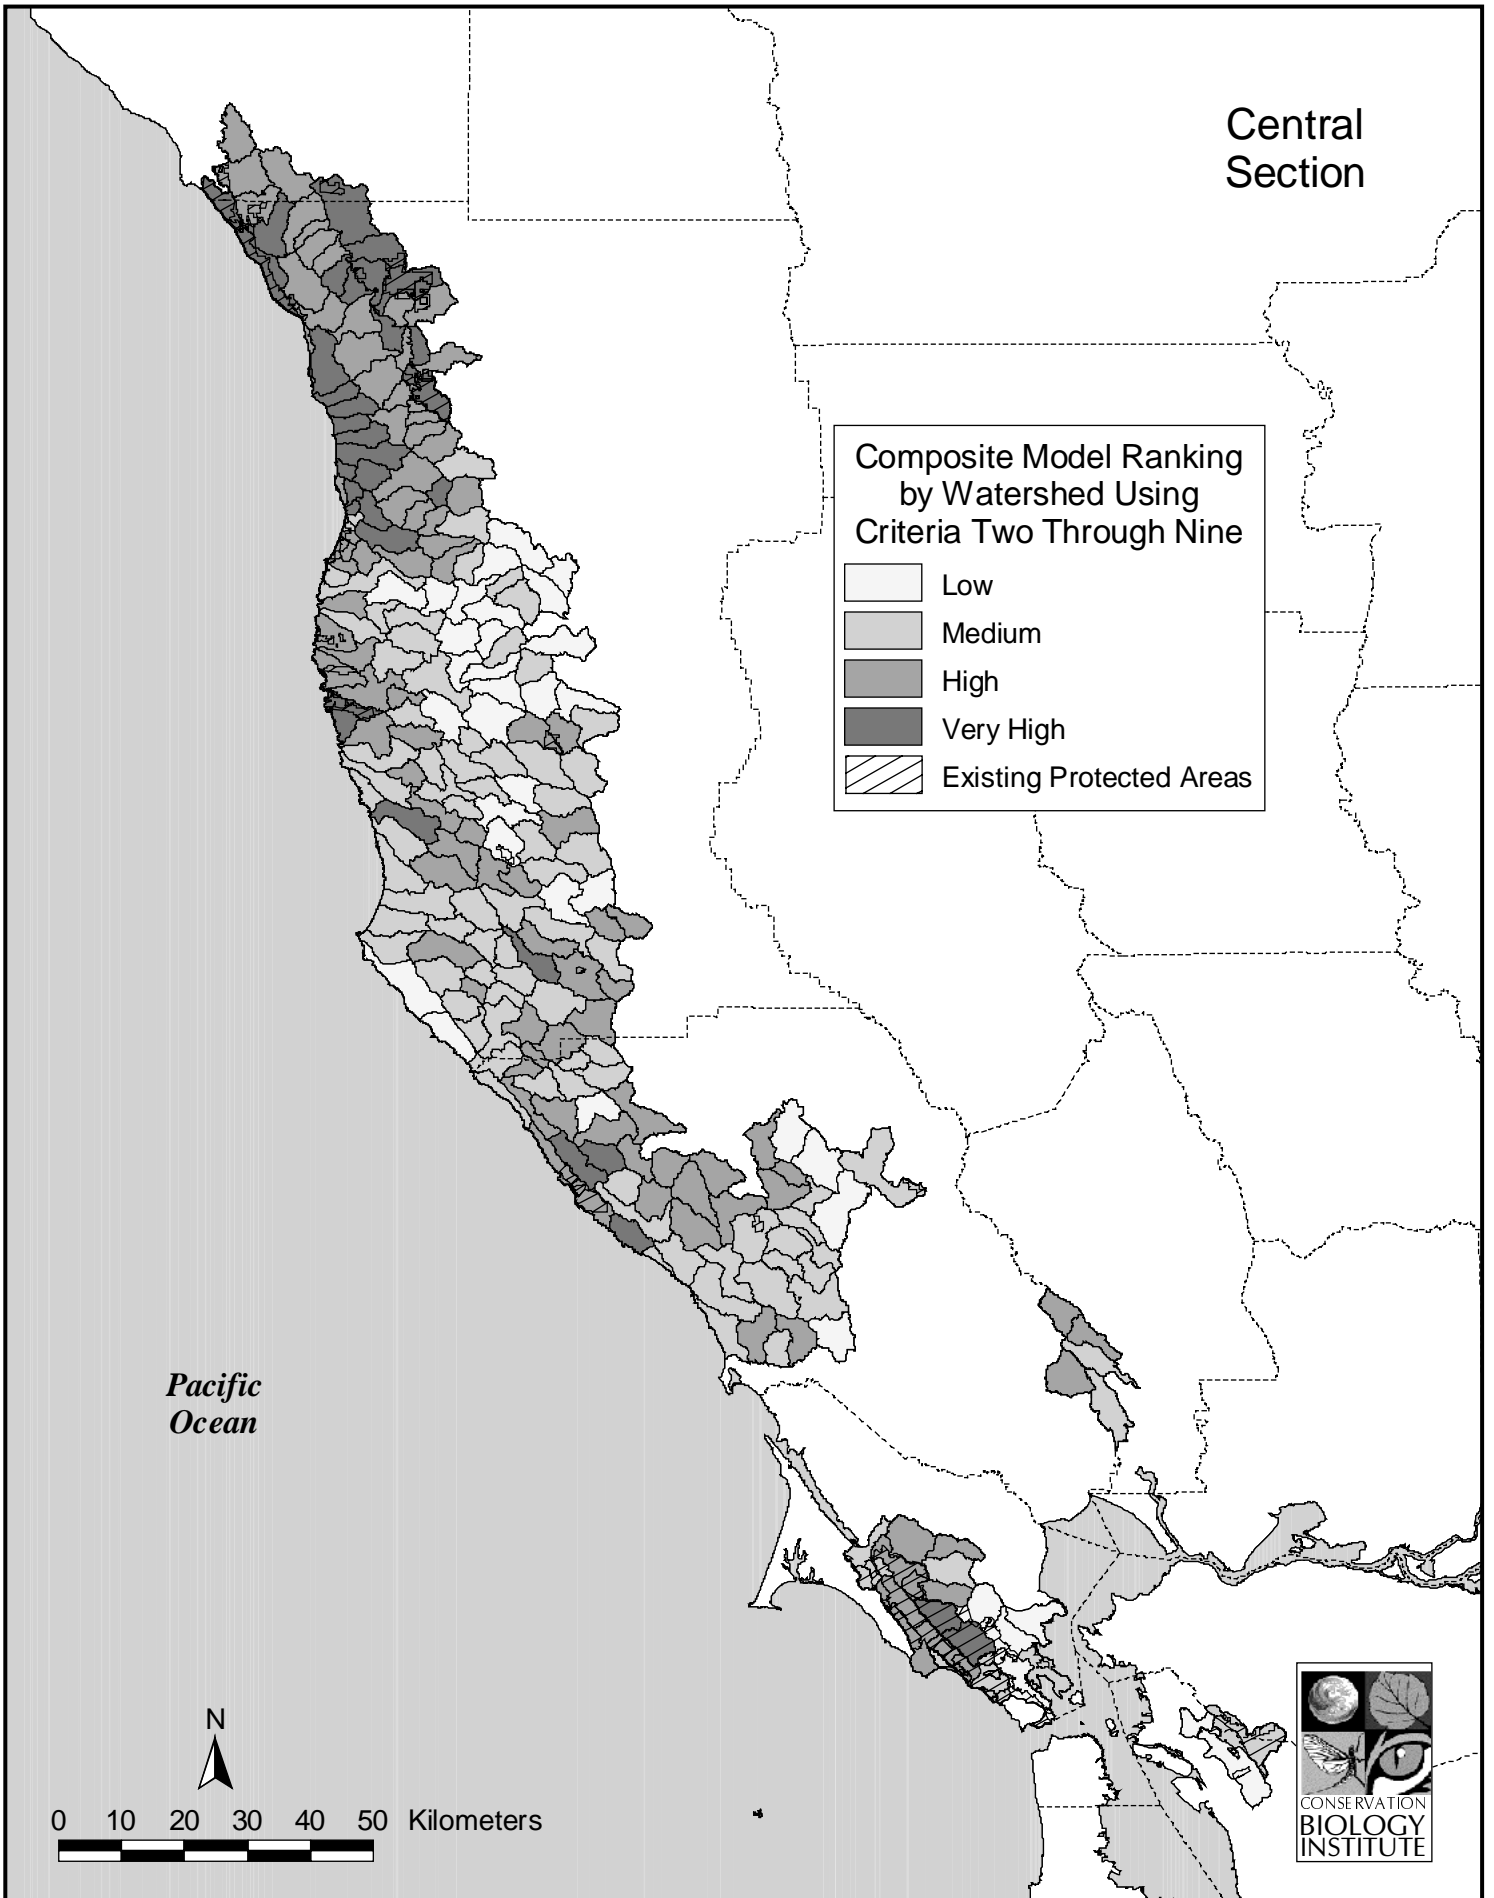 Central
Section
Composite Model Ranking
by Watershed Using
Criteria Two Through Nine
Low
Medium
High
Very High
Existing Protected Areas
Pacific
Ocean
N
0 10 20 30 40 50 Kilometers
CONSERVATION
BIOLOGY
INSTITUTE